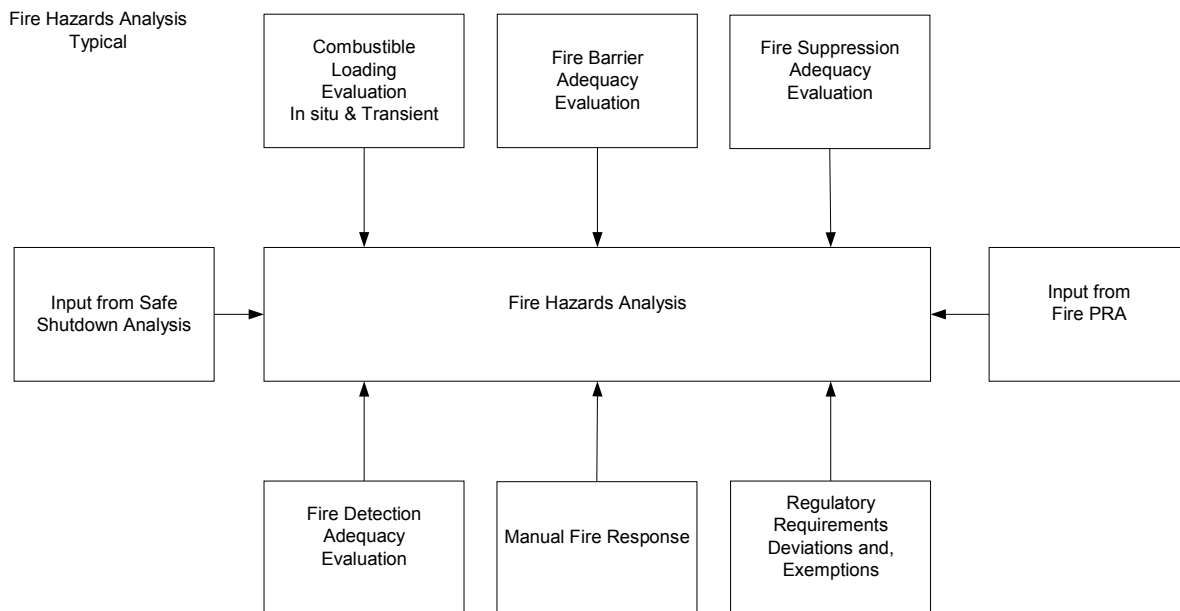 Fire Hazards Analysis
Typical
Combustible
Loading
Evaluation
In situ & Transient
Fire Barrier
Adequacy
Evaluation
Fire Suppression
Adequacy
Evaluation
Input from Safe
Shutdown Analysis
Fire Hazards Analysis
Input from
Fire PRA
Fire Detection
Adequacy
Evaluation
Manual Fire Response
Regulatory
Requirements
Deviations and,
Exemptions